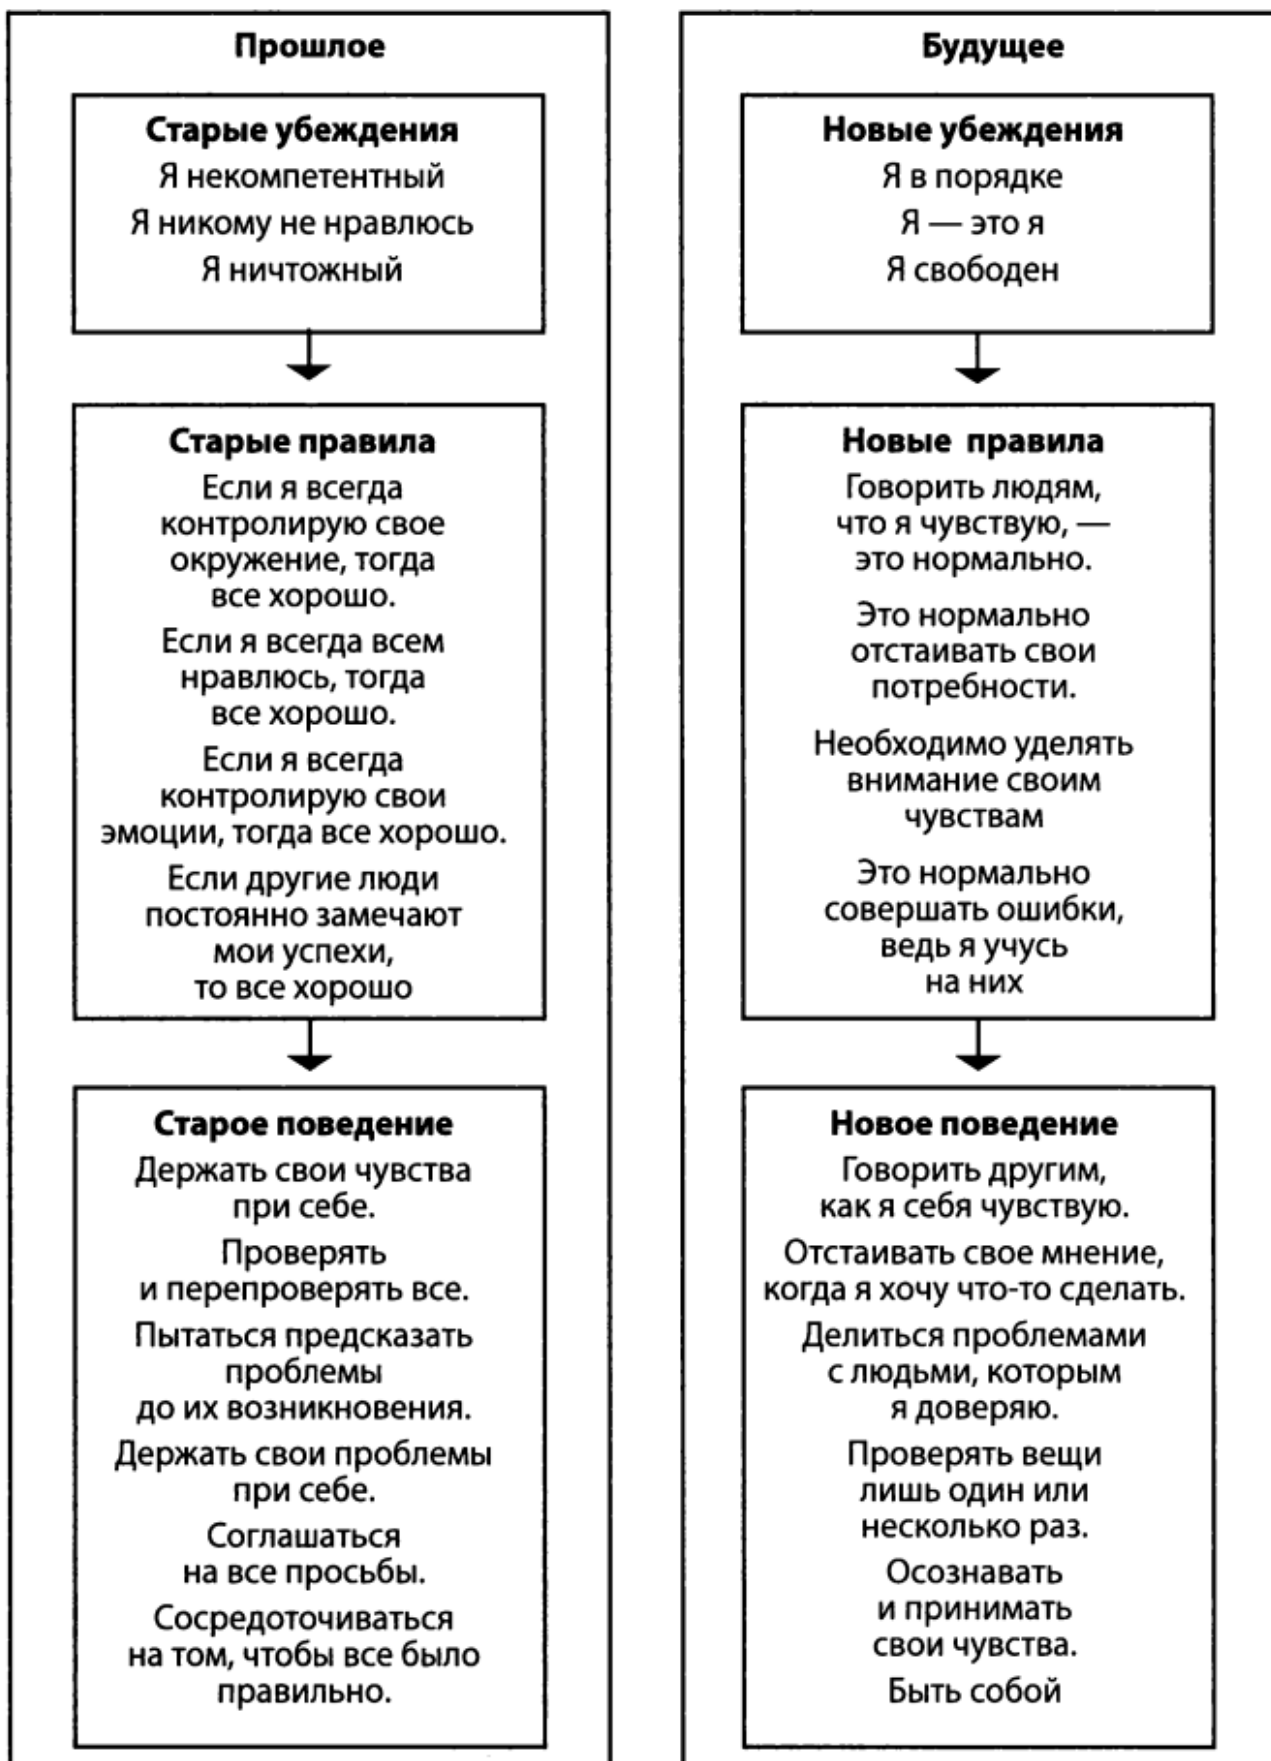 Прошлое
Старые убеждения
Я некомпетентный
Я никому не нравлюсь
Я ничтожный
Старые правила
Если я всегда
контролирую свое
окружение, тогда
все хорошо.
Если я всегда всем
нравлюсь, тогда
все хорошо.
Если я всегда
контролирую свои
эмоции, тогда все хорошо.
Если другие люди
постоянно замечают
мои успехи,
то все хорошо
Старое поведение
Держать свои чувства
при себе.
Проверять
и перепроверять все.
Пытаться предсказать
проблемы
до их возникновения.
Держать свои проблемы
при себе.
Соглашаться
на все просьбы.
Сосредоточиваться
на том, чтобы все было
правильно.
Будущее
Новые убеждения
Я в порядке
Я — это я
Я свободен
Новые правила
Говорить людям,
что я чувствую, —
это нормально.
Это нормально
отстаивать свои
потребности.
Необходимо уделять
внимание своим
чувствам
Это нормально
совершать ошибки,
ведь я учусь
на них
Новое поведение
Говорить другим,
как я себя чувствую.
Отстаивать свое мнение,
когда я хочу что-то сделать.
Делиться проблемами
с людьми, которым
я доверяю.
Проверять вещи
лишь один или
несколько раз.
Осознавать
и принимать
свои чувства.
Быть собой